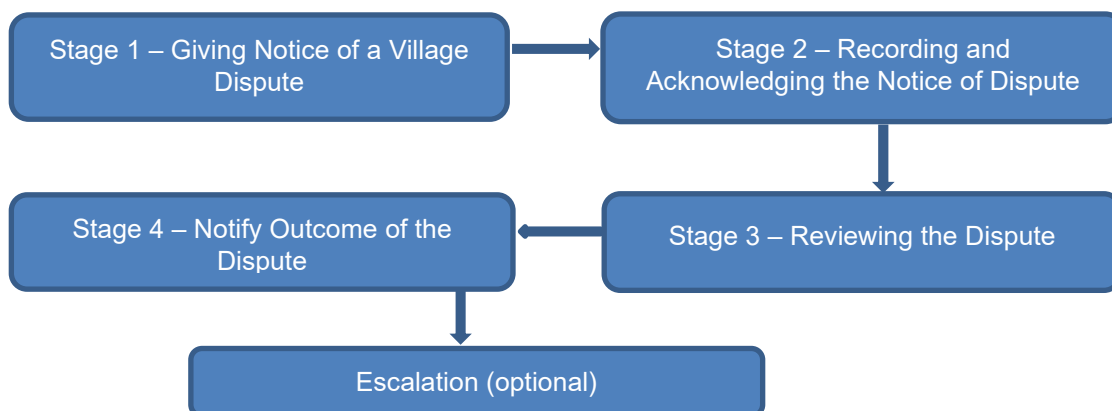 Stage 1 – Giving Notice of a Village
Dispute
Stage 2 – Recording and
Acknowledging the Notice of Dispute
Stage 3 – Reviewing the Dispute
Stage 4 – Notify Outcome of the
Dispute
Escalation (optional)